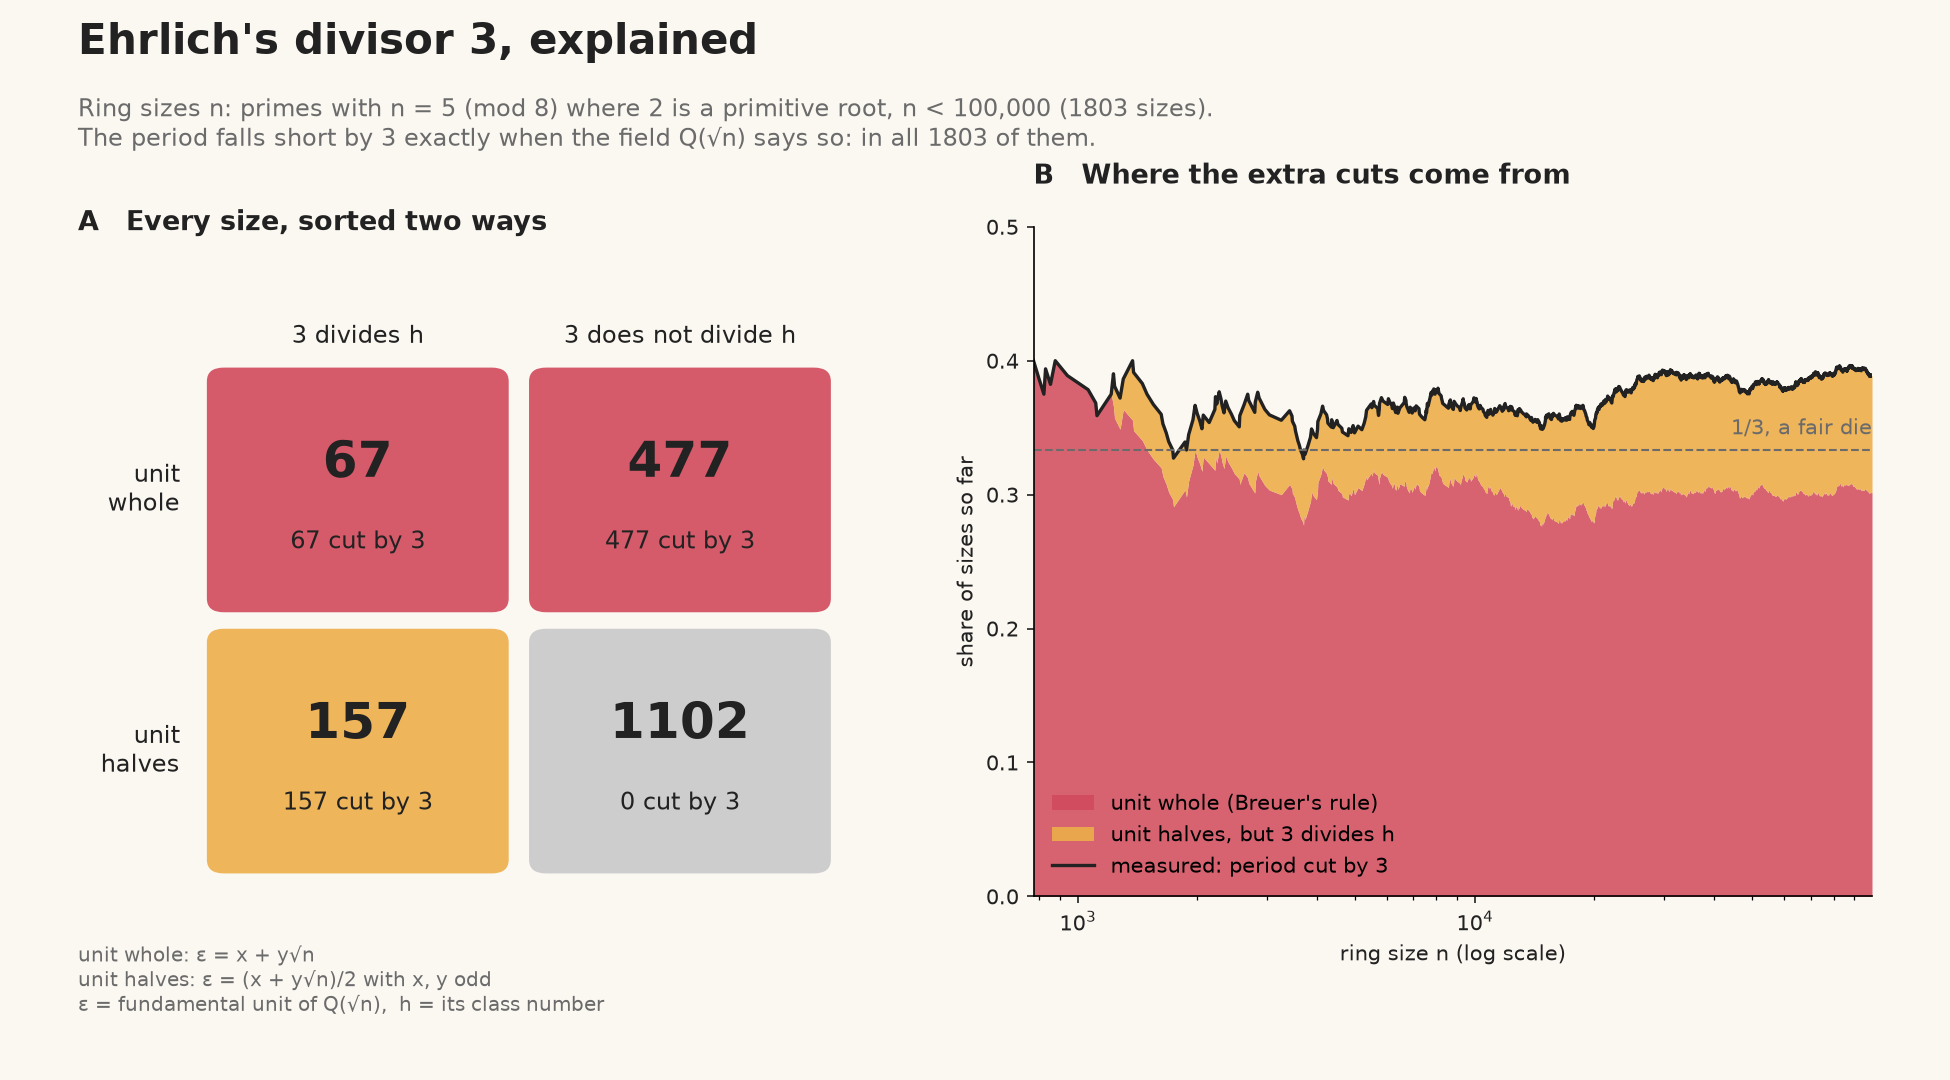 Ehrlich's divisor 3, explained
Ring sizes n: primes with n = 5 (mod 8) where 2 is a primitive root, n < 100,000 (1803 sizes).
The period falls short by 3 exactly when the field Q(√n) says so: in all 1803 of them.
A Every size, sorted two ways
3 divides h
3 does not divide h
unit
whole
67
67 cut by 3
477
477 cut by 3
unit
halves
157
157 cut by 3
1102
0 cut by 3
unit whole: ε = x + y√n
unit halves: ε = (x + y√n)/2 with x, y odd
ε = fundamental unit of Q(√n), h = its class number
B Where the extra cuts come from
share of sizes so far
0.5
0.4
0.3
0.2
0.1
0.0
1/3, a fair die
unit whole (Breuer's rule)
unit halves, but 3 divides h
measured: period cut by 3
10³
10⁴
ring size n (log scale)